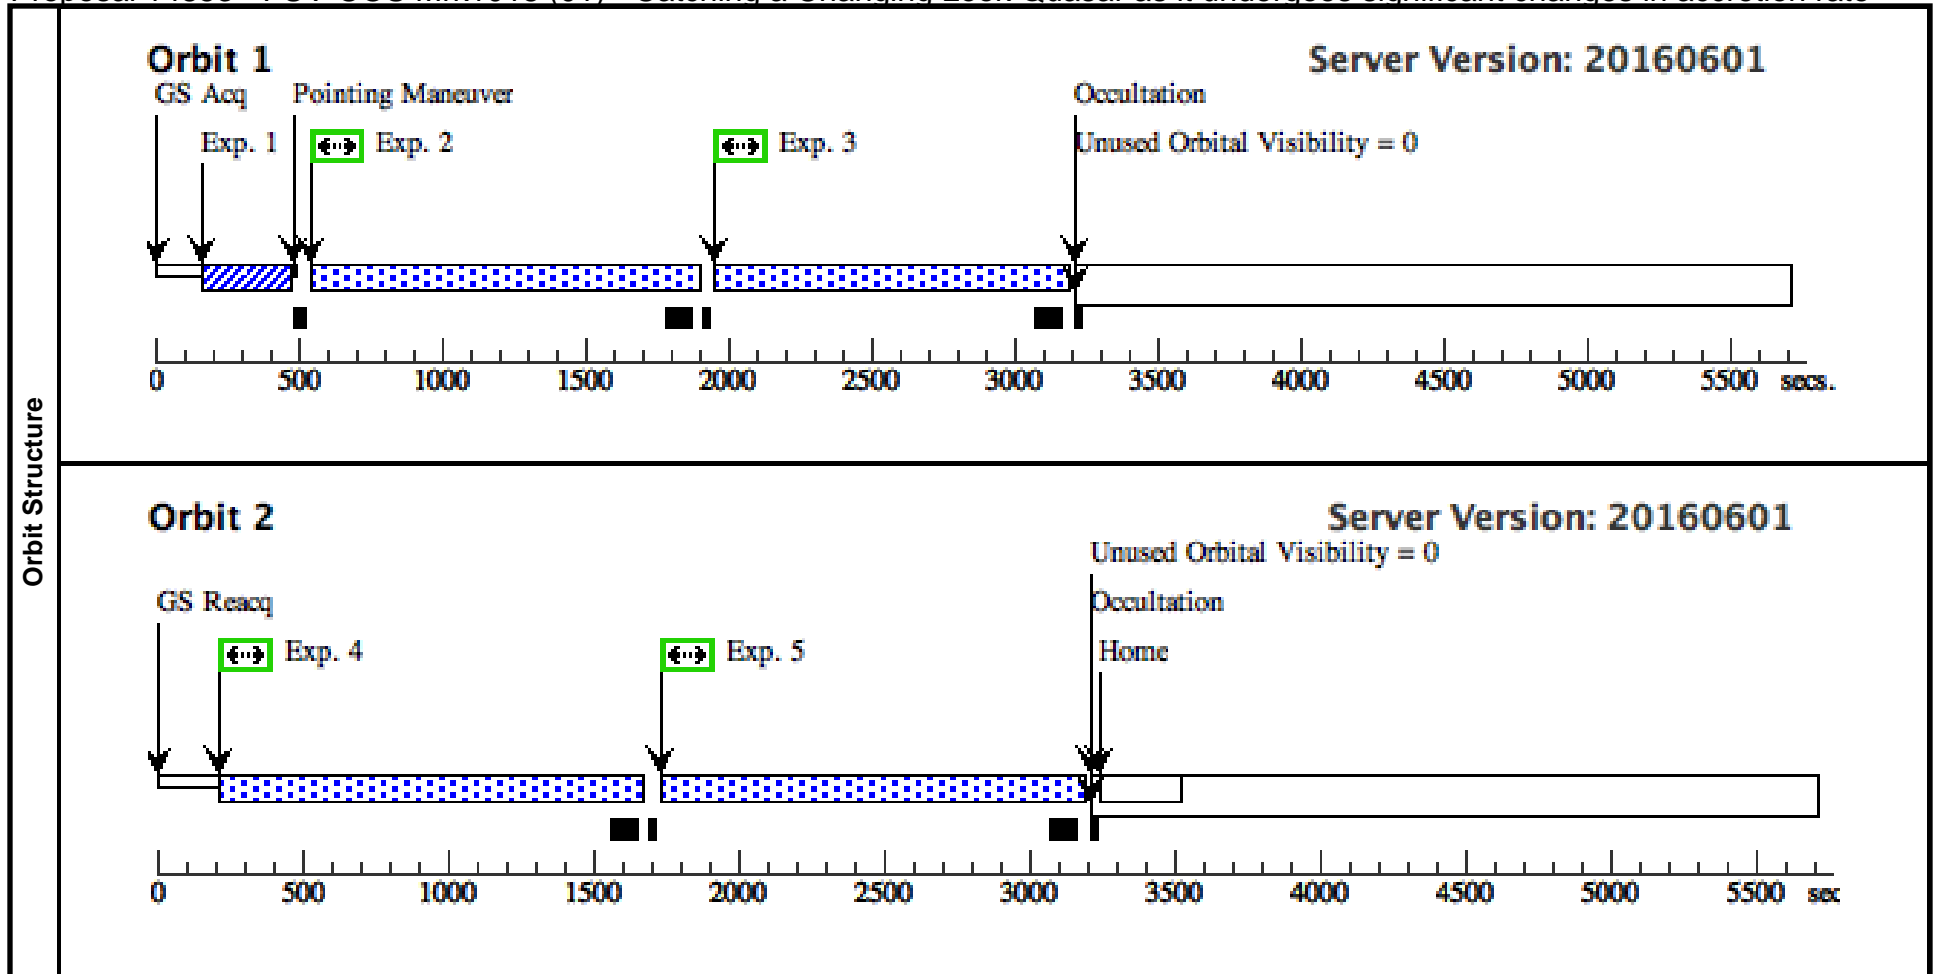 Orbit Structure
Orbit 1
Server Version: 20160601
GS Acq
Pointing Maneuver
Occultation
Exp. 1
Exp. 2
Exp. 3
Unused Orbital Visibility = 0
0 500 1000 1500 2000 2500 3000 3500 4000 4500 5000 5500 secs.
Orbit 2
Server Version: 20160601
Unused Orbital Visibility = 0
GS Reacq
Occultation
Exp. 4
Exp. 5
Home
0 500 1000 1500 2000 2500 3000 3500 4000 4500 5000 5500 sec